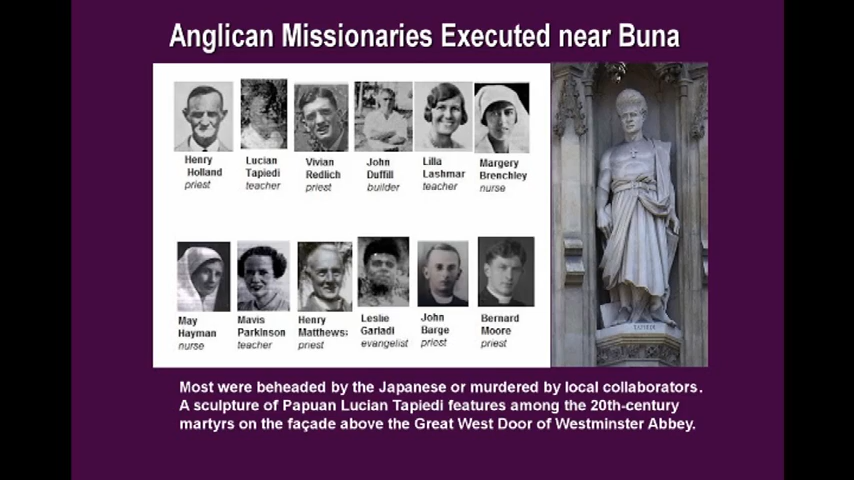 Anglican Missionaries Executed near Buna
Henry Holland priest
Lucian Tapiedi teacher
Vivian Redlich priest
John Duffill builder
Lilla Lashmar teacher
Margery Brenchley nurse
May Hayman nurse
Mavis Parkinson teacher
Henry Matthews: priest
Leslie Gariadi evangelist
John Barge priest
Bernard Moore priest
TAPIEDI
Most were beheaded by the Japanese or murdered by local collaborators.
A sculpture of Papuan Lucian Tapiedi features among the 20th-century
martyrs on the façade above the Great West Door of Westminster Abbey.